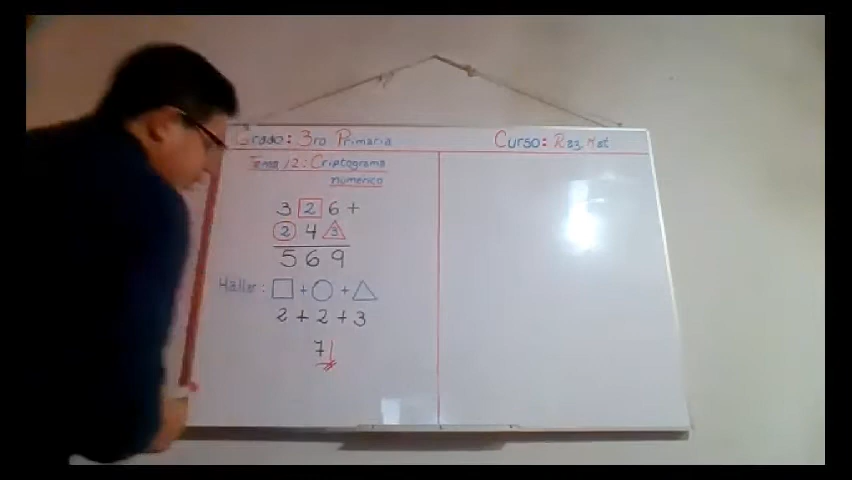 Grado: 3ro Primaria
Curso: Raz. Mat
Tema 12: Criptograma
numérico
3 2 6 +
2 4 3
5 6 9
Hallar: □ + ○ + △
2 + 2 + 3
7